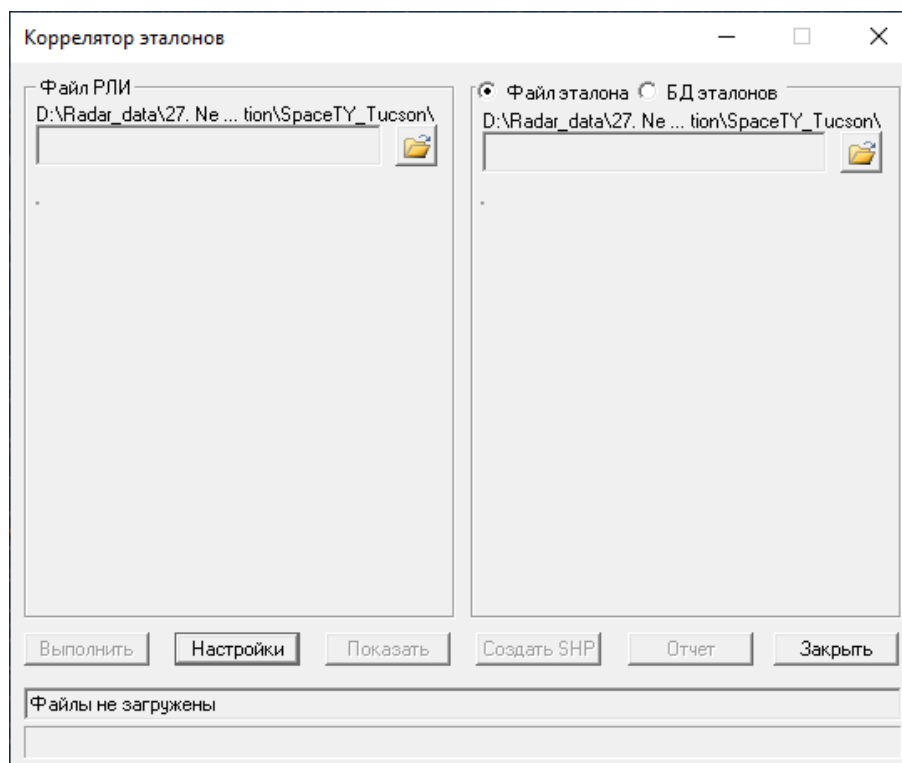 Коррелятор эталонов
Файл РЛИ
D:\Radar_data\27. Ne ... tion\SpaceTY_Tucson\
Файл эталона БД эталонов
D:\Radar_data\27. Ne ... tion\SpaceTY_Tucson\
Выполнить Настройки Показать Создать SHP Отчет Закрыть
Файлы не загружены